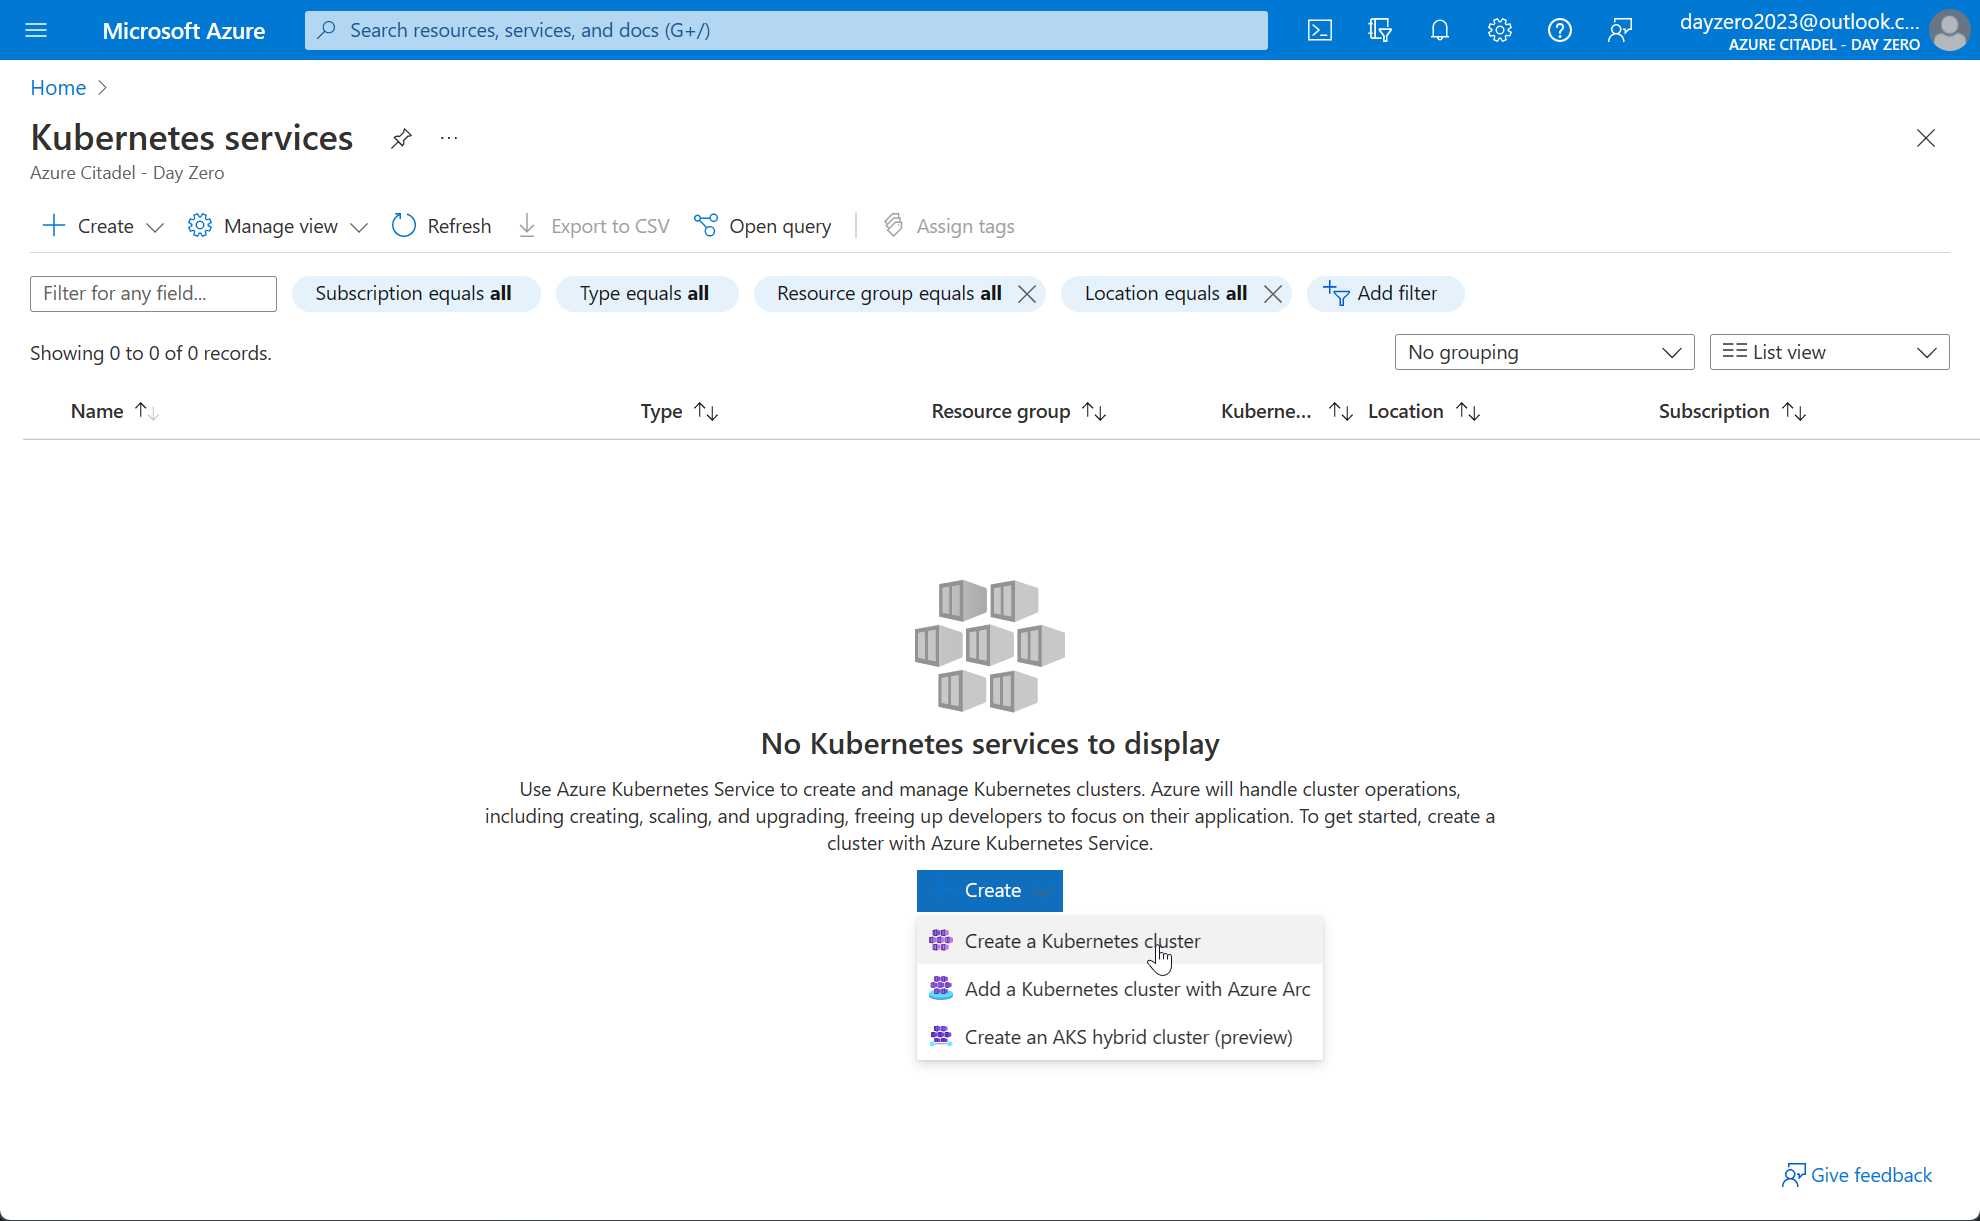 Microsoft Azure
Search resources, services, and docs (G+/)
dayzero2023@outlook.c...
AZURE CITADEL - DAY ZERO
Home
Kubernetes services
...
Azure Citadel - Day Zero
Create
Manage view
Refresh
Export to CSV
Open query
Assign tags
Filter for any field...
Subscription equals all
Type equals all
Resource group equals all
Location equals all
Add filter
Showing 0 to 0 of 0 records.
No grouping
List view
Name
Type
Resource group
Kuberne...
Location
Subscription
No Kubernetes services to display
Use Azure Kubernetes Service to create and manage Kubernetes clusters. Azure will handle cluster operations,
including creating, scaling, and upgrading, freeing up developers to focus on their application. To get started, create a
cluster with Azure Kubernetes Service.
Create
Create a Kubernetes cluster
Add a Kubernetes cluster with Azure Arc
Create an AKS hybrid cluster (preview)
Give feedback